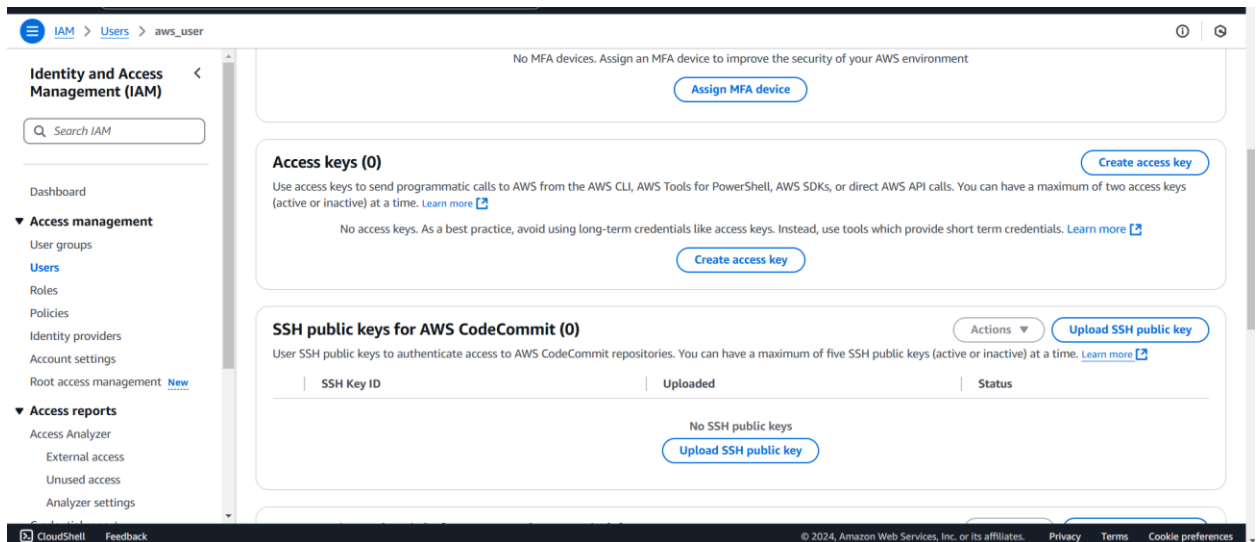 IAM > Users > aws_user
Identity and Access
Management (IAM)
Search IAM
Dashboard
Access management
User groups
Users
Roles
Policies
Identity providers
Account settings
Root access management New
Access reports
Access Analyzer
External access
Unused access
Analyzer settings
No MFA devices. Assign an MFA device to improve the security of your AWS environment
Assign MFA device
Access keys (0)
Create access key
Use access keys to send programmatic calls to AWS from the AWS CLI, AWS Tools for PowerShell, AWS SDKs, or direct AWS API calls. You can have a maximum of two access keys
(active or inactive) at a time. Learn more
No access keys. As a best practice, avoid using long-term credentials like access keys. Instead, use tools which provide short term credentials. Learn more
Create access key
SSH public keys for AWS CodeCommit (0)
Actions
Upload SSH public key
User SSH public keys to authenticate access to AWS CodeCommit repositories. You can have a maximum of five SSH public keys (active or inactive) at a time. Learn more
SSH Key ID
Uploaded
Status
No SSH public keys
Upload SSH public key
CloudShell Feedback
© 2024, Amazon Web Services, Inc. or its affiliates. Privacy Terms Cookie preferences